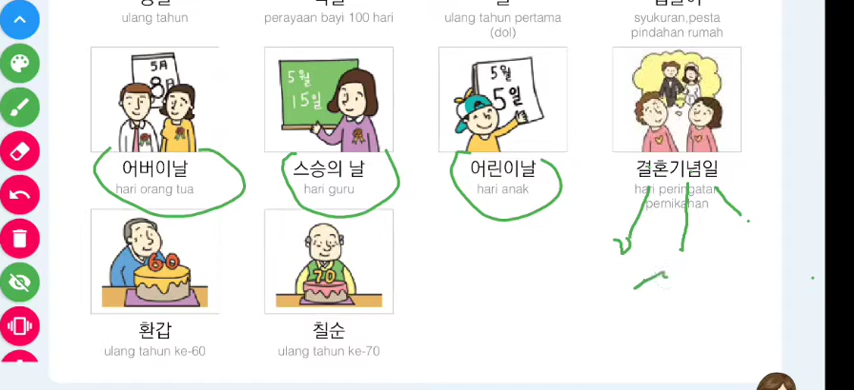 ulang tahun
perayaan bayi 100 hari
ulang tahun pertama
(dol)
syukuran,pesta
pindahan rumah
5月
8日
5월
15일
5월
5일
어버이날
스승의 날
어린이날
결혼기념일
hari orang tua
hari guru
hari anak
hari peringatan
pernikahan
60
70
환갑
칠순
ulang tahun ke-60
ulang tahun ke-70